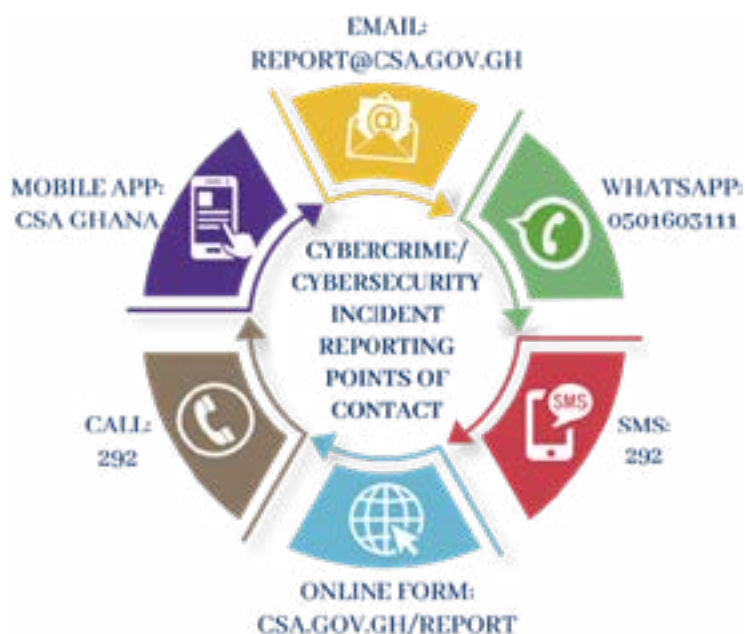 EMAIL:
REPORT@CSA.GOV.GH
@
MOBILE APP:
CSA GHANA
WHATSAPP:
0501603111
CYBERCRIME/
CYBERSECURITY
INCIDENT
REPORTING
POINTS OF
CONTACT
CALL:
292
SMS
SMS:
292
ONLINE FORM:
CSA.GOV.GH/REPORT